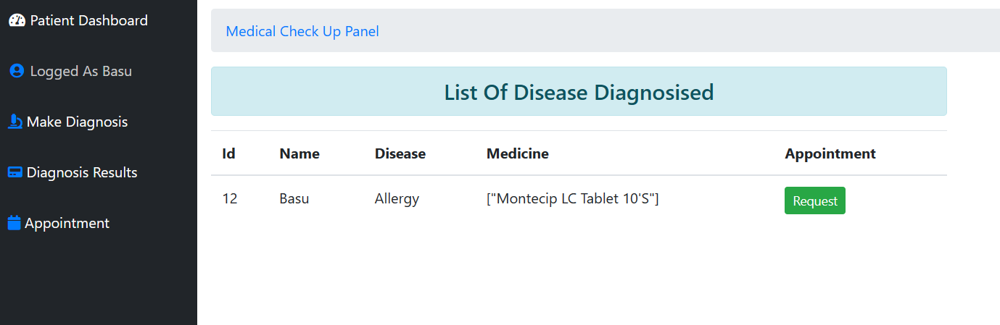 Patient Dashboard
Logged As Basu
Make Diagnosis
Diagnosis Results
Appointment
Medical Check Up Panel
List Of Disease Diagnosised
Id Name Disease Medicine Appointment
12 Basu Allergy ["Montecip LC Tablet 10'S"] Request